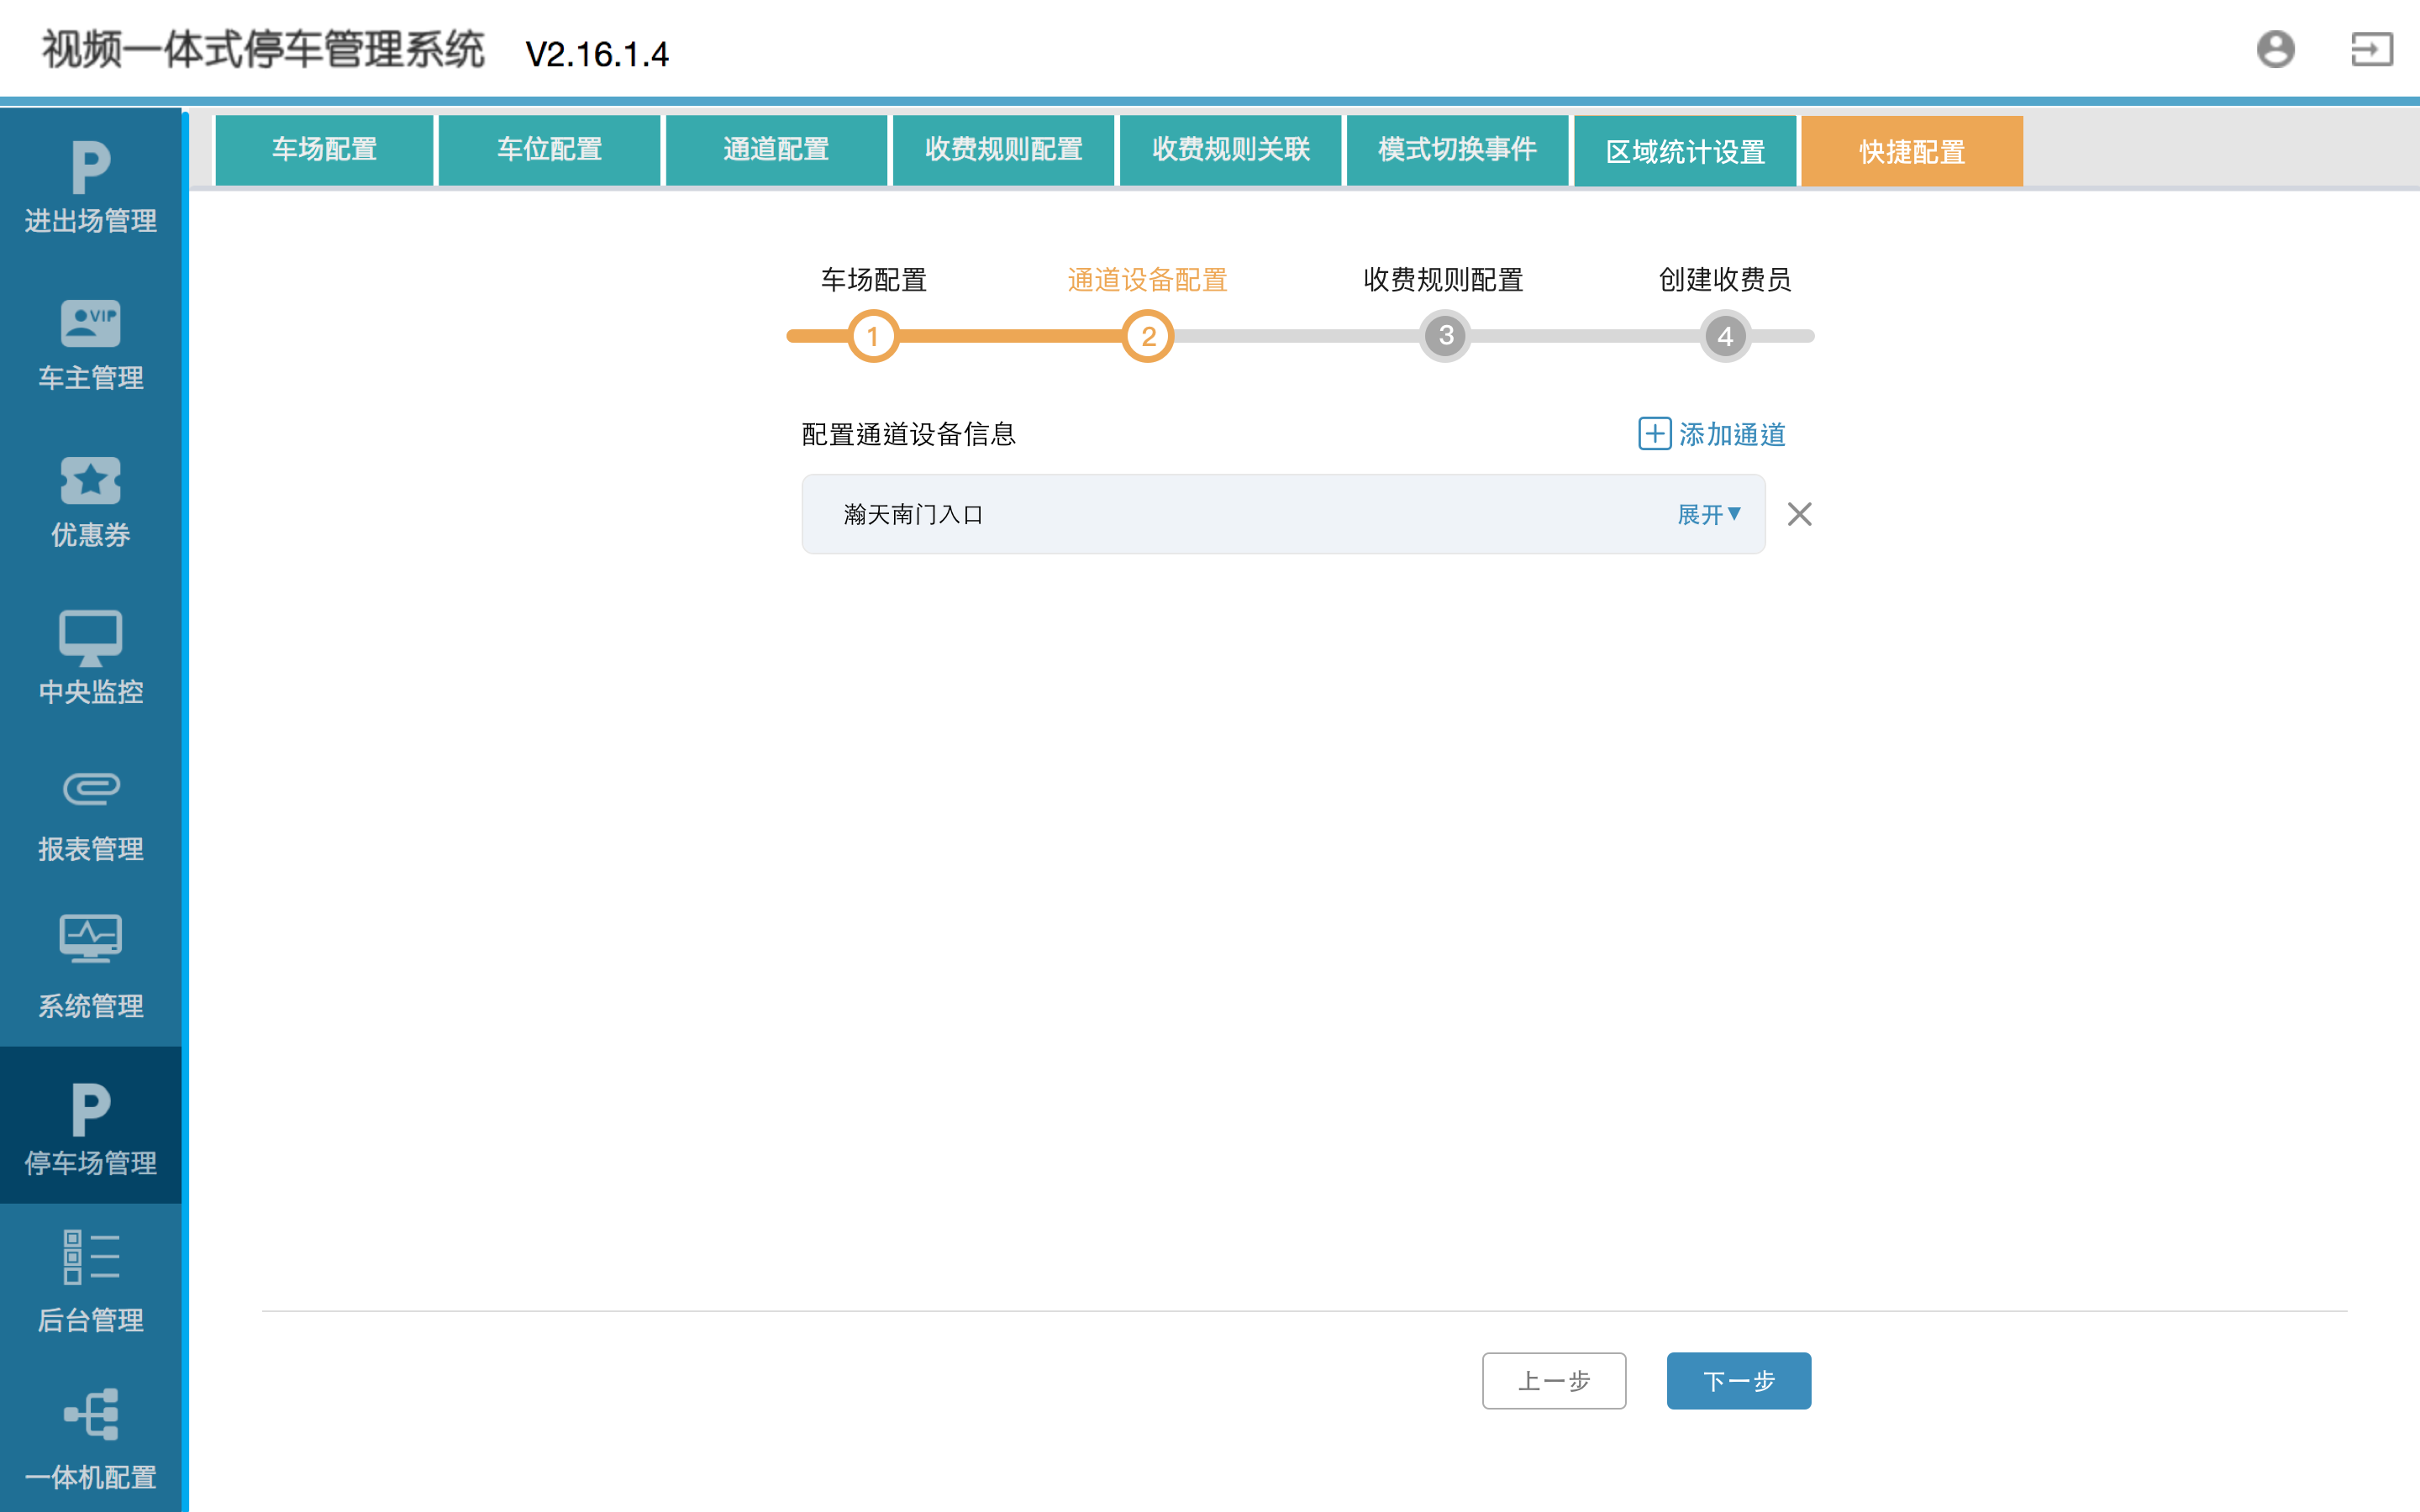 视频一体式停车管理系统 V2.16.1.4
车场配置 车位配置 通道配置 收费规则配置 收费规则关联 模式切换事件 区域统计设置 快捷配置
P
进出场管理
VIP
车主管理
优惠券
中央监控
报表管理
系统管理
P
停车场管理
后台管理
一体机配置
车场配置 通道设备配置 收费规则配置 创建收费员
1 2 3 4
配置通道设备信息 添加通道
瀚天南门入口 展开▼
上一步 下一步